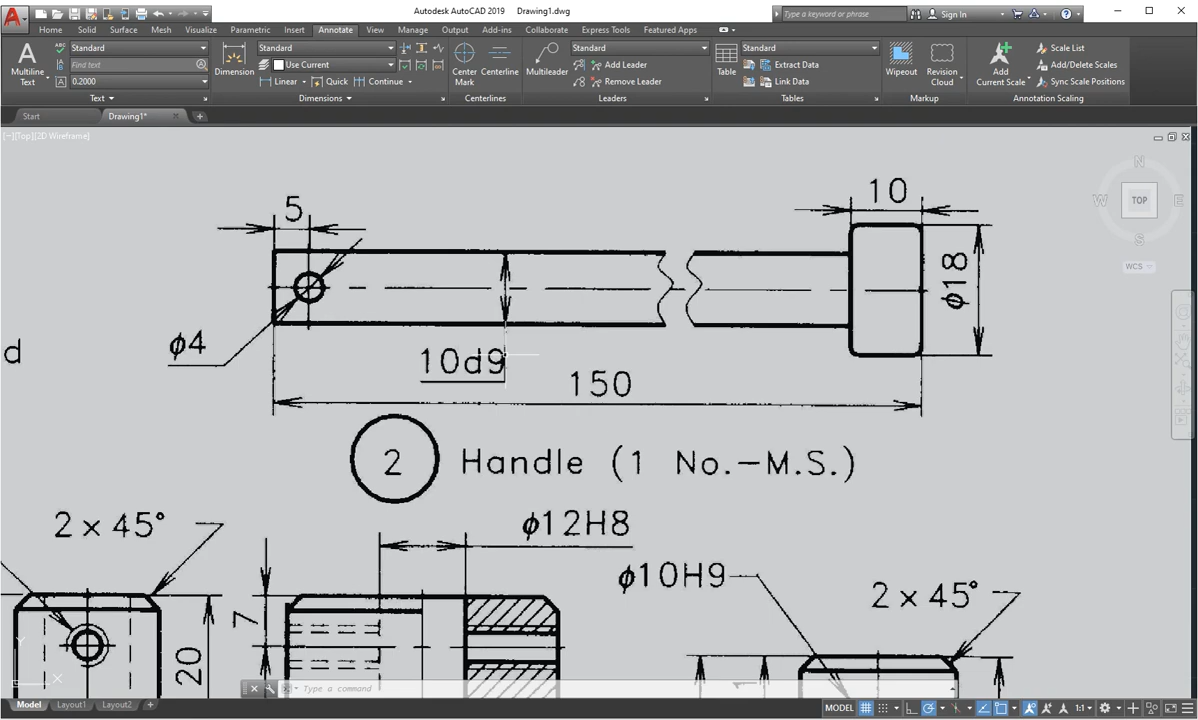 Autodesk AutoCAD 2019 Drawing1.dwg
Type a keyword or phrase
Sign In
Home Solid Surface Mesh Visualize Parametric Insert Annotate View Manage Output Add-ins Collaborate Express Tools Featured Apps
Multiline Text
Standard
Find text
0.2000
Text
Dimension
Standard
Use Current
Linear Quick Continue
Dimensions
Center Mark
Centerline
Centerlines
Multileader
Standard
Add Leader
Remove Leader
Leaders
Table
Standard
Extract Data
Link Data
Tables
Wipeout
Revision Cloud
Markup
Add Current Scale
Scale List
Add/Delete Scales
Sync Scale Positions
Annotation Scaling
Start Drawing1*
[−][Top][2D Wireframe]
N
W TOP E
S
WCS
5
10
ϕ18
ϕ4
d
10d9
150
2 Handle (1 No.-M.S.)
2 × 45°
ϕ12H8
ϕ10H9
2 × 45°
7
20
Y
X
Type a command
Model Layout1 Layout2
MODEL 1:1